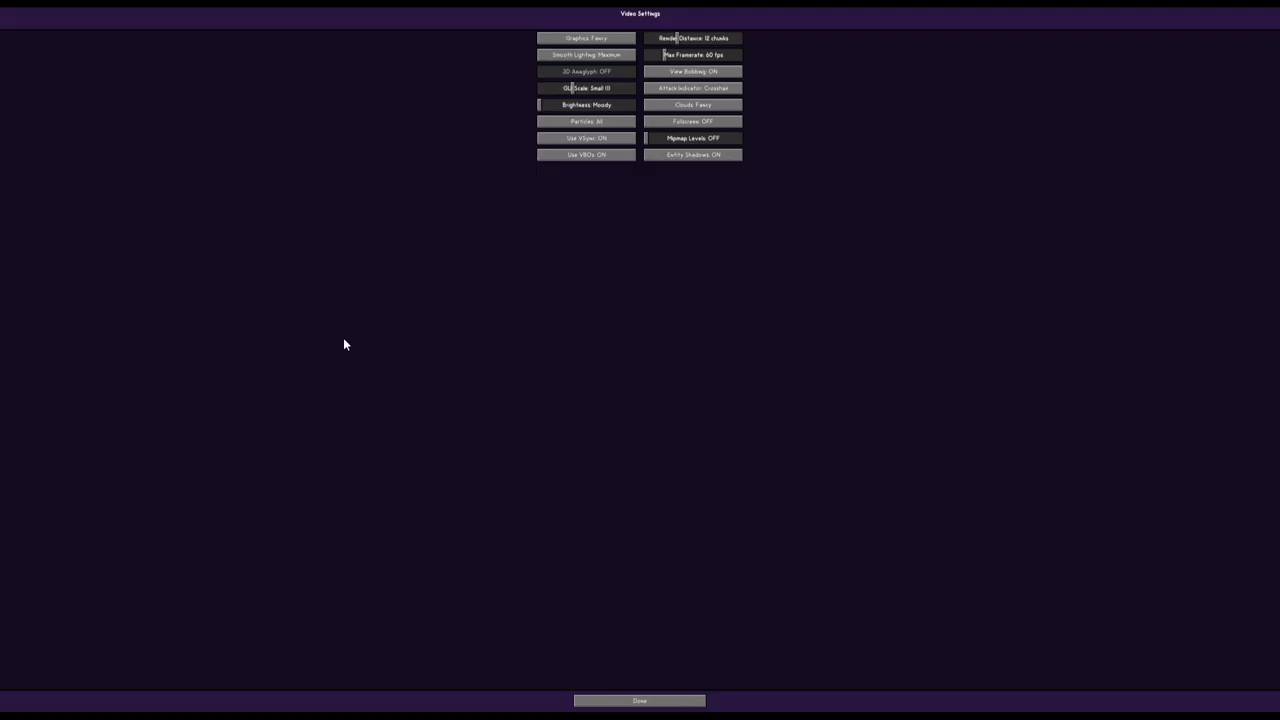 Video Settings
Graphics: Fancy
Render Distance: 12 chunks
Smooth Lighting: Maximum
Max Framerate: 60 fps
3D Anaglyph: OFF
View Bobbing: ON
GUI Scale: Small (1)
Attack Indicator: Crosshair
Brightness: Moody
Clouds: Fancy
Particles: All
Fullscreen: OFF
Use VSync: ON
Mipmap Levels: OFF
Use VBOs: ON
Entity Shadows: ON
Done